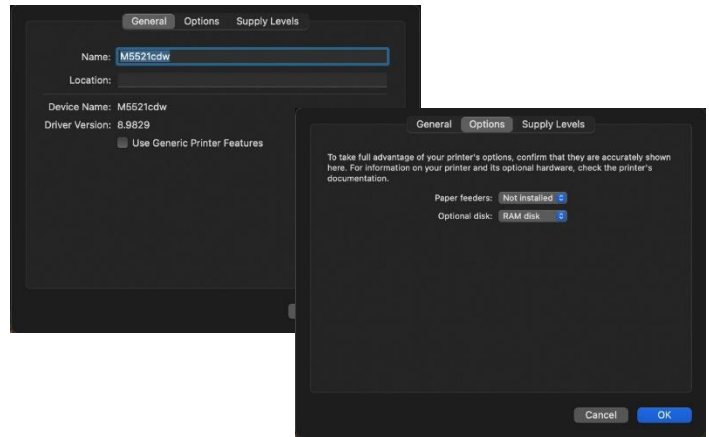 General Options Supply Levels
Name: M5521cdw
Location:
Device Name: M5521cdw
Driver Version: 8.9829
Use Generic Printer Features
General Options Supply Levels
To take full advantage of your printer's options, confirm that they are accurately shown
here. For information on your printer and its optional hardware, check the printer's
documentation.
Paper feeders: Not Installed
Optional disk: RAM disk
Cancel OK